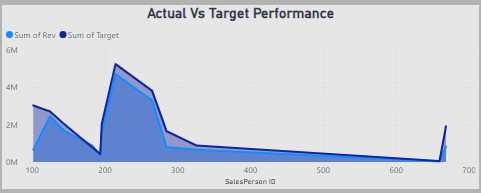 Actual Vs Target Performance
Sum of Rev Sum of Target
6M
4M
2M
0M
100 200 300 400 500 600 700
SalesPerson ID